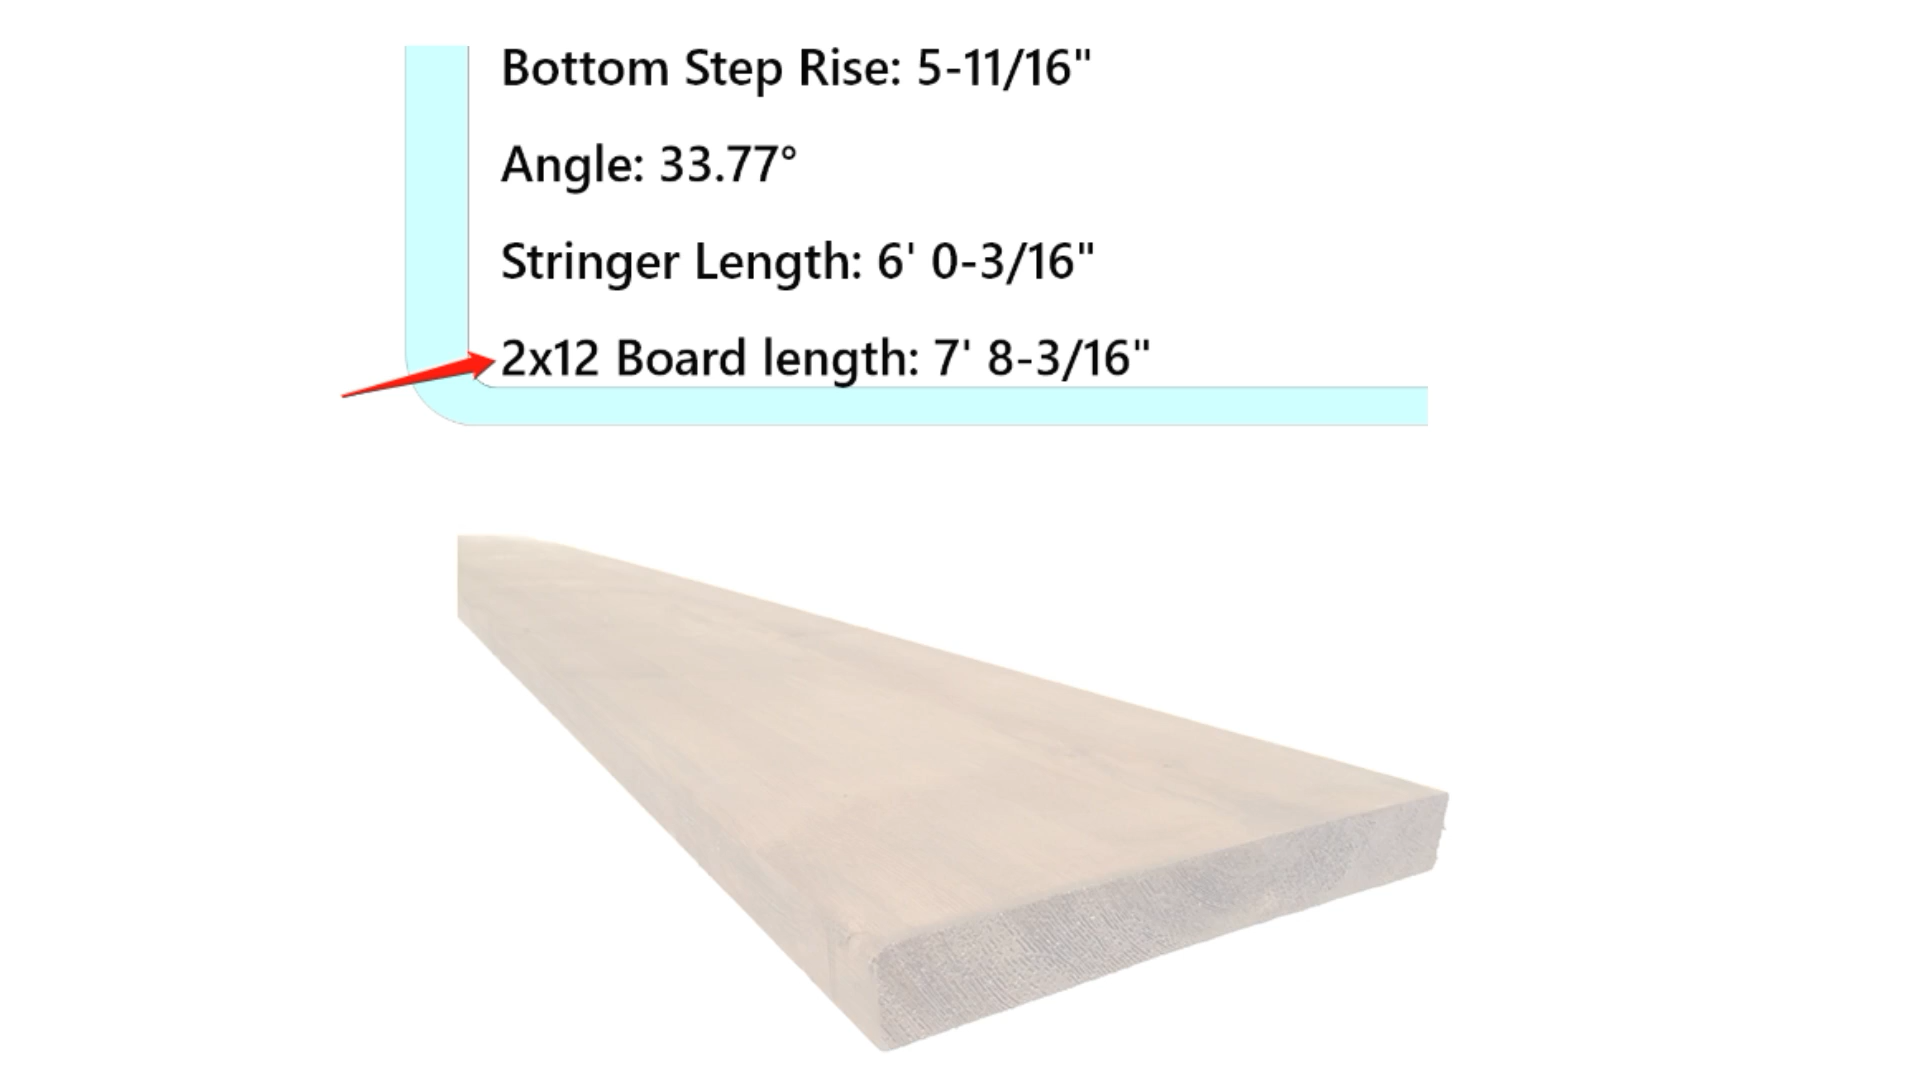 Bottom Step Rise: 5-11/16"
Angle: 33.77°
Stringer Length: 6' 0-3/16"
2x12 Board length: 7' 8-3/16"